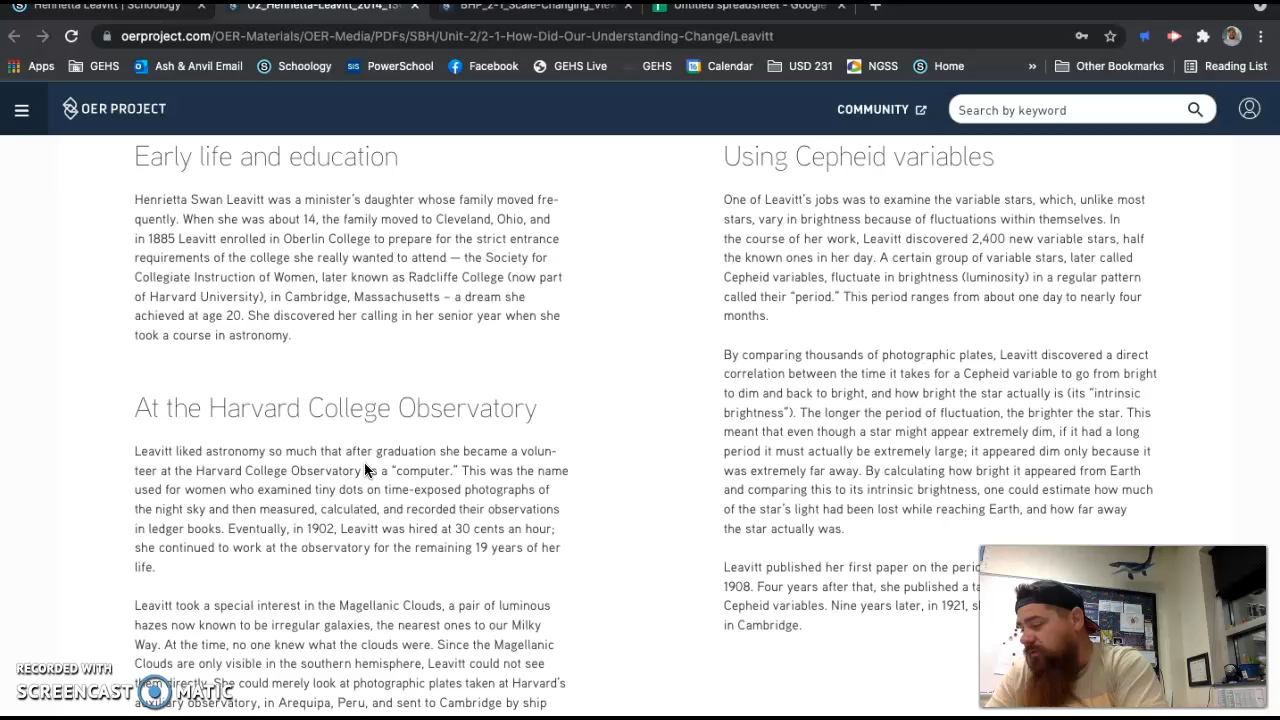 Henrietta Leavitt | Schoology
U2_Henrietta-Leavitt_2014_1
BHP_2-1_Scale-Changing_Vie
Untitled spreadsheet - Google
oerproject.com/OER-Materials/OER-Media/PDFs/SBH/Unit-2/2-1-How-Did-Our-Understanding-Change/Leavitt
Apps GEHS Ash & Anvil Email Schoology PowerSchool Facebook GEHS Live GEHS Calendar USD 231 NGSS Home » Other Bookmarks Reading List
OER PROJECT
COMMUNITY
Search by keyword
Early life and education
Henrietta Swan Leavitt was a minister's daughter whose family moved fre-
quently. When she was about 14, the family moved to Cleveland, Ohio, and
in 1885 Leavitt enrolled in Oberlin College to prepare for the strict entrance
requirements of the college she really wanted to attend — the Society for
Collegiate Instruction of Women, later known as Radcliffe College (now part
of Harvard University), in Cambridge, Massachusetts – a dream she
achieved at age 20. She discovered her calling in her senior year when she
took a course in astronomy.
At the Harvard College Observatory
Leavitt liked astronomy so much that after graduation she became a volun-
teer at the Harvard College Observatory as a “computer.” This was the name
used for women who examined tiny dots on time-exposed photographs of
the night sky and then measured, calculated, and recorded their observations
in ledger books. Eventually, in 1902, Leavitt was hired at 30 cents an hour;
she continued to work at the observatory for the remaining 19 years of her
life.
Leavitt took a special interest in the Magellanic Clouds, a pair of luminous
hazes now known to be irregular galaxies, the nearest ones to our Milky
Way. At the time, no one knew what the clouds were. Since the Magellanic
Clouds are only visible in the southern hemisphere, Leavitt could not see
them directly. She could merely look at photographic plates taken at Harvard's
auxiliary observatory, in Arequipa, Peru, and sent to Cambridge by ship
Using Cepheid variables
One of Leavitt's jobs was to examine the variable stars, which, unlike most
stars, vary in brightness because of fluctuations within themselves. In
the course of her work, Leavitt discovered 2,400 new variable stars, half
the known ones in her day. A certain group of variable stars, later called
Cepheid variables, fluctuate in brightness (luminosity) in a regular pattern
called their “period.” This period ranges from about one day to nearly four
months.
By comparing thousands of photographic plates, Leavitt discovered a direct
correlation between the time it takes for a Cepheid variable to go from bright
to dim and back to bright, and how bright the star actually is (its “intrinsic
brightness”). The longer the period of fluctuation, the brighter the star. This
meant that even though a star might appear extremely dim, if it had a long
period it must actually be extremely large; it appeared dim only because it
was extremely far away. By calculating how bright it appeared from Earth
and comparing this to its intrinsic brightness, one could estimate how much
of the star's light had been lost while reaching Earth, and how far away
the star actually was.
Leavitt published her first paper on the
1908. Four years after that, she published a
Cepheid variables. Nine years later, in 1921,
in Cambridge.
RECORDED WITH
SCREENCAST MATIC